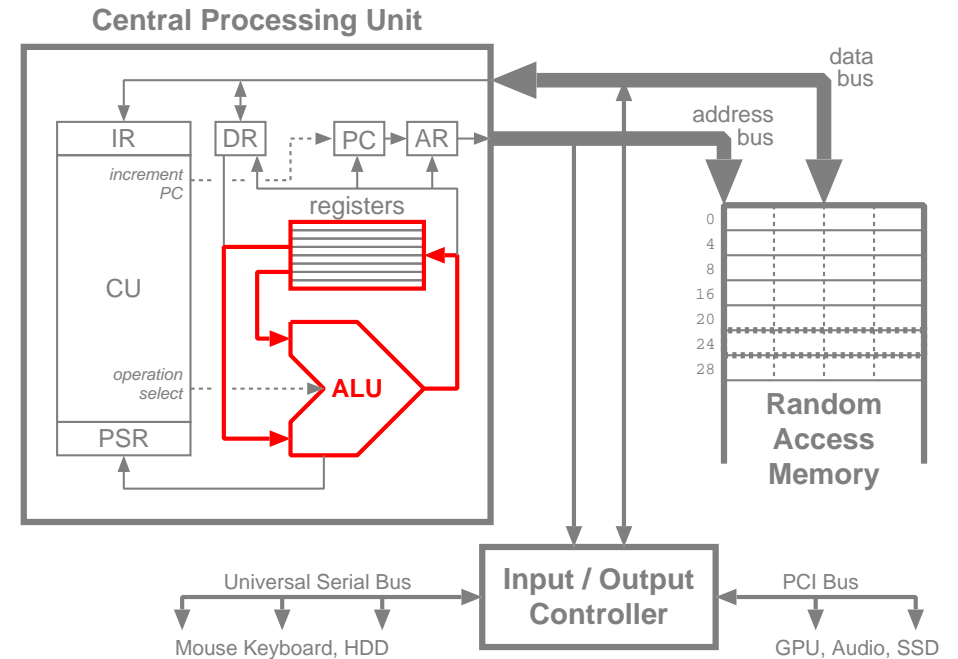 Central Processing Unit
data
bus
address
bus
IR
DR
PC
AR
increment
PC
registers
CU
operation
select
ALU
PSR
0
4
8
16
20
24
28
Random
Access
Memory
Input / Output
Controller
Universal Serial Bus
Mouse Keyboard, HDD
PCI Bus
GPU, Audio, SSD